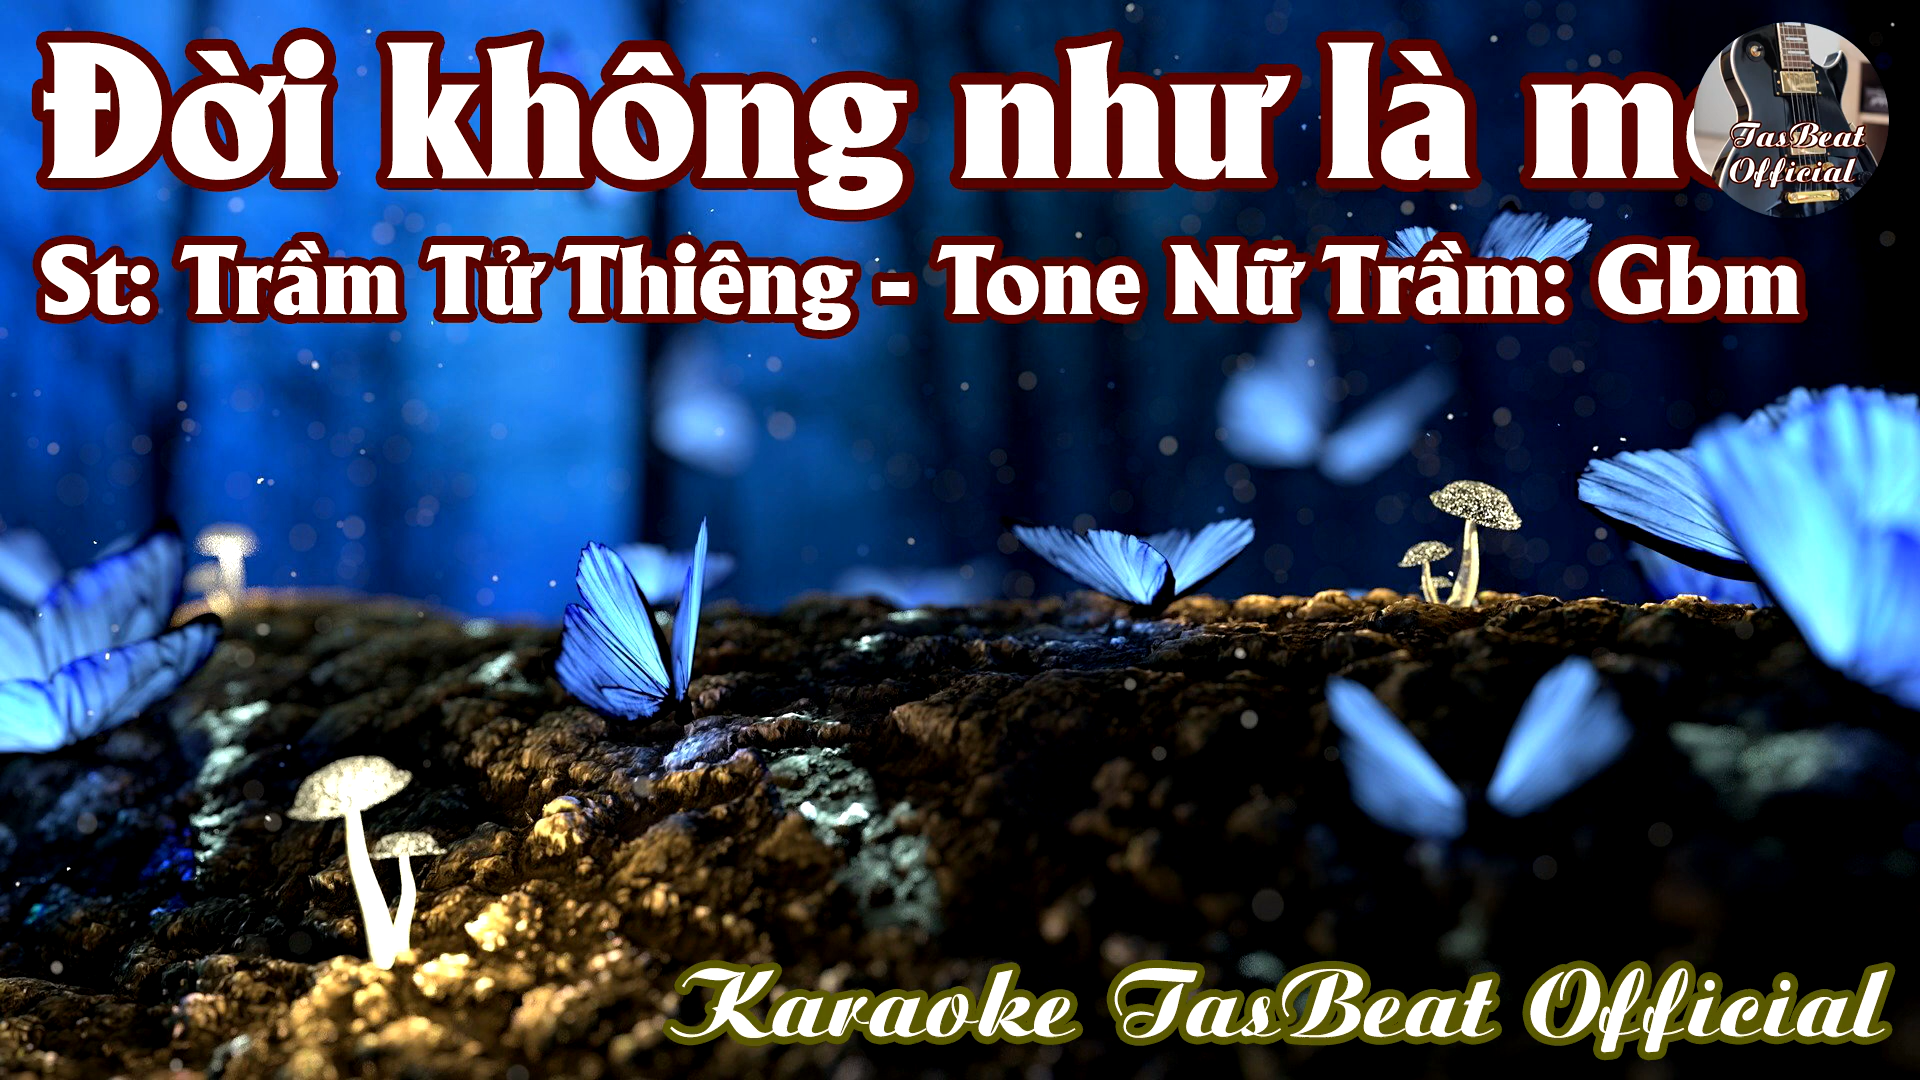 Đời không như là
TasBeat
Official
St: Trầm Tử Thiêng - Tone Nữ Trầm: Gbm
Karaoke TasBeat Official